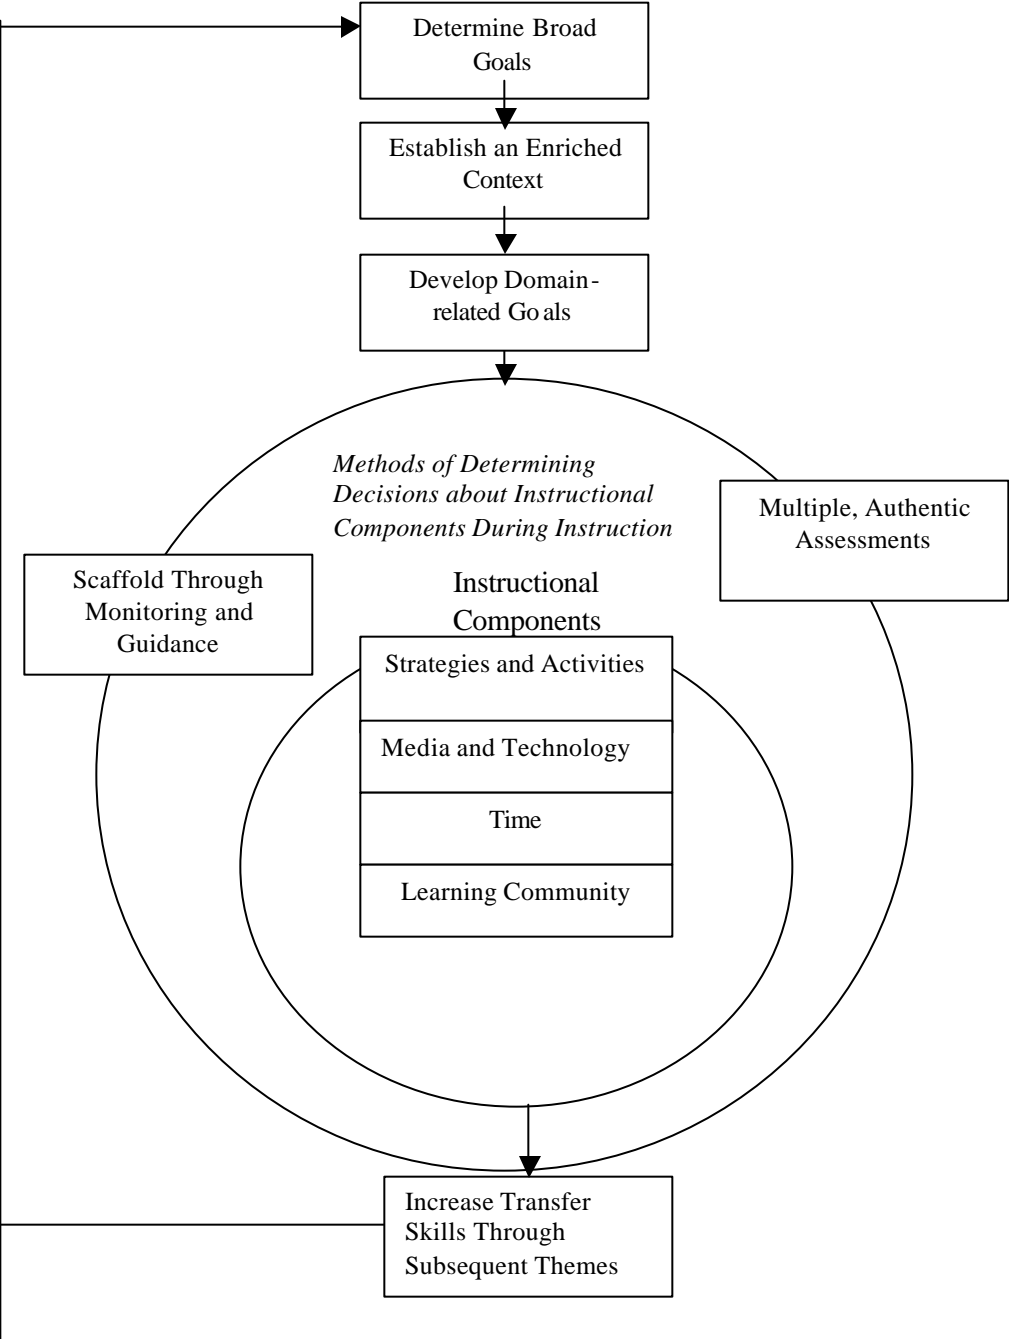 Determine Broad
Goals
Establish an Enriched
Context
Develop Domain-
related Goals
Methods of Determining
Decisions about Instructional
Components During Instruction
Multiple, Authentic
Assessments
Scaffold Through
Monitoring and
Guidance
Instructional
Components
Strategies and Activities
Media and Technology
Time
Learning Community
Increase Transfer
Skills Through
Subsequent Themes